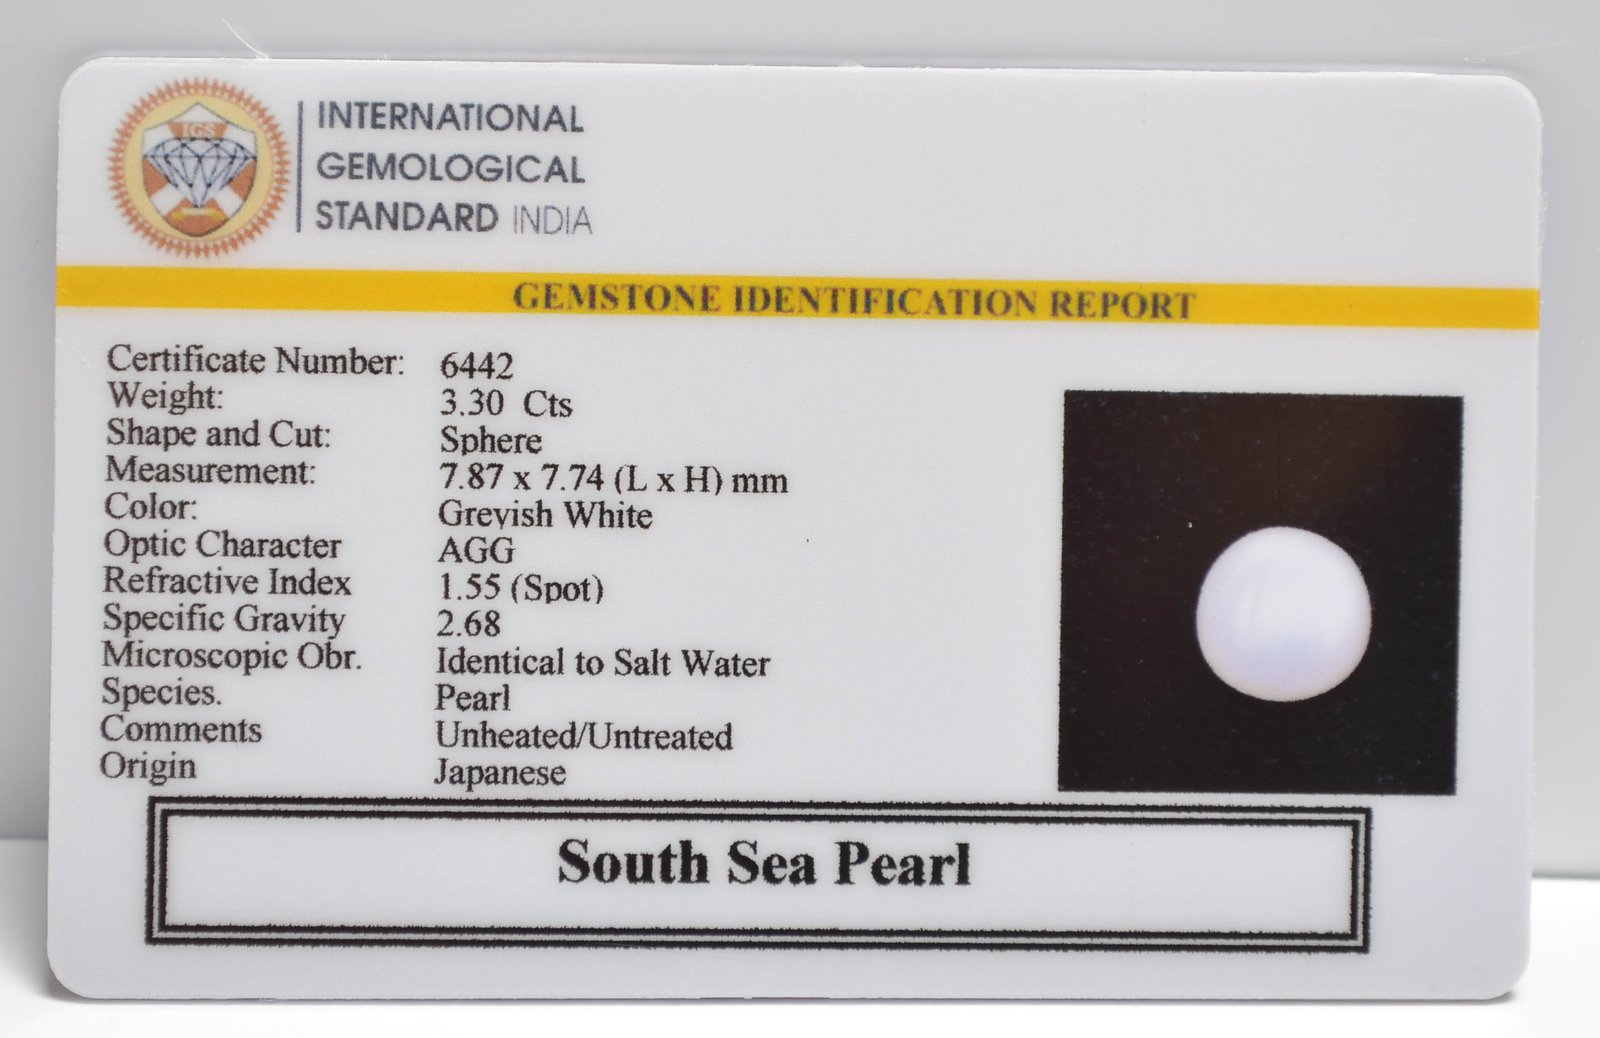 IGS
INTERNATIONAL
GEMOLOGICAL
STANDARD INDIA
GEMSTONE IDENTIFICATION REPORT
Certificate Number: 6442
Weight: 3.30 Cts
Shape and Cut: Sphere
Measurement: 7.87 x 7.74 (L x H) mm
Color: Greyish White
Optic Character AGG
Refractive Index 1.55 (Spot)
Specific Gravity 2.68
Microscopic Obr. Identical to Salt Water
Species. Pearl
Comments Unheated/Untreated
Origin Japanese
South Sea Pearl